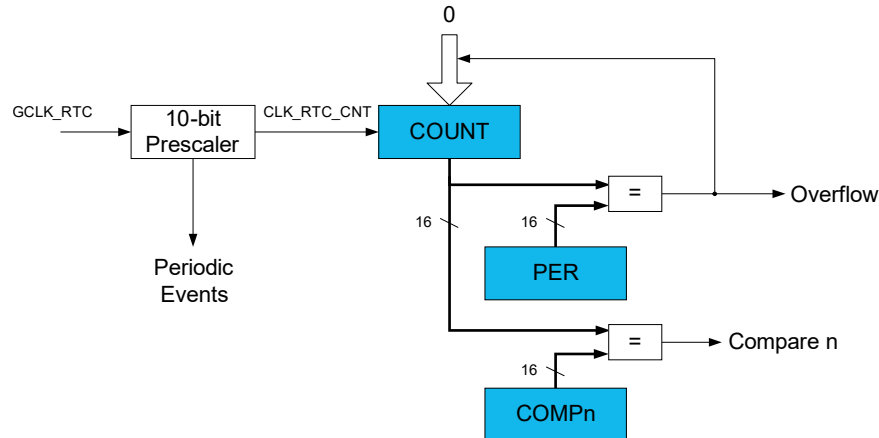 0
GCLK_RTC
10-bit
Prescaler
CLK_RTC_CNT
COUNT
=
Overflow
16
16
PER
Periodic
Events
=
Compare n
16
COMPn